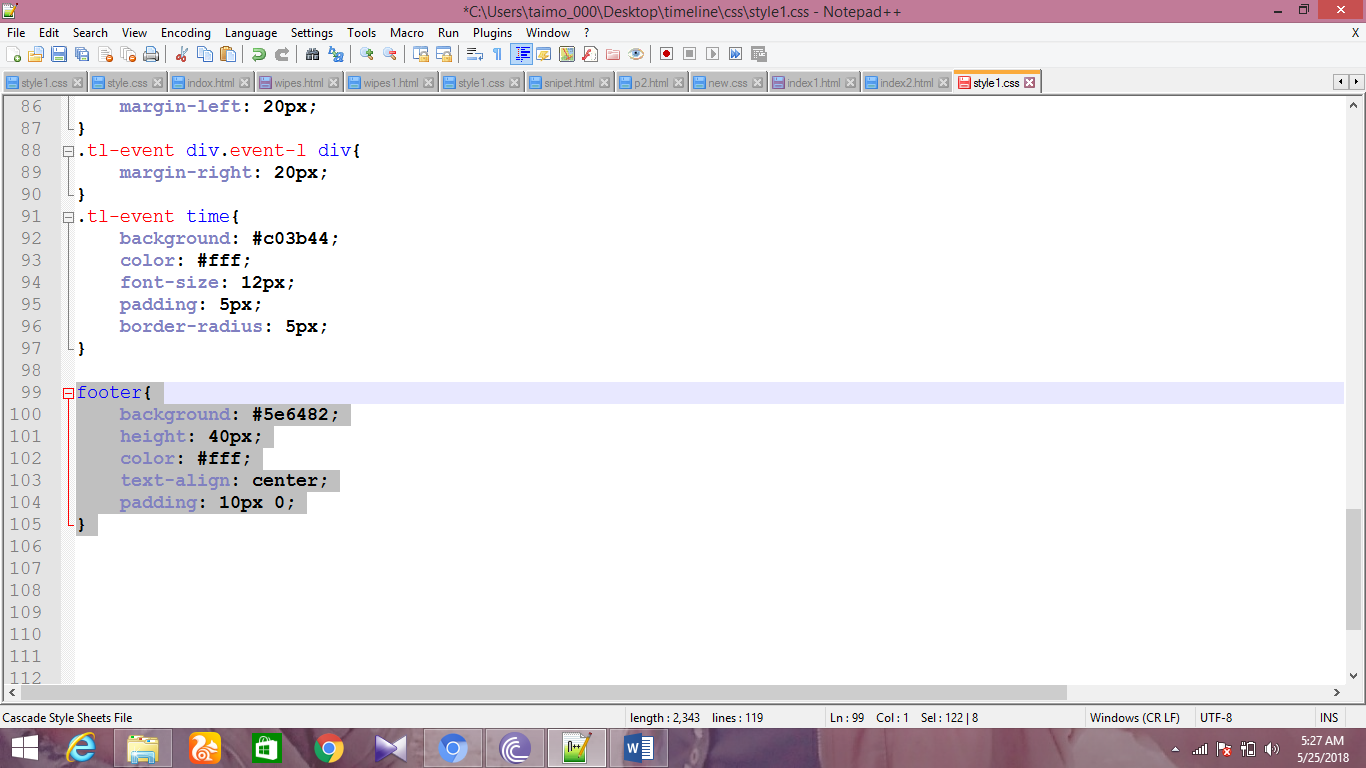 *C:\Users\taimo_000\Desktop\timeline\css\style1.css - Notepad++
File Edit Search View Encoding Language Settings Tools Macro Run Plugins Window ? X
style1.css style.css indox.html wipes.html wipes1.html style1.css snipet.html p2.html new.css index1.html index2.html style1.css
86 margin-left: 20px;
87 }
88 .tl-event div.event-l div{
89 margin-right: 20px;
90 }
91 .tl-event time{
92 background: #c03b44;
93 color: #fff;
94 font-size: 12px;
95 padding: 5px;
96 border-radius: 5px;
97 }
98
99 footer{
100 background: #5e6482;
101 height: 40px;
102 color: #fff;
103 text-align: center;
104 padding: 10px 0;
105 }
106
107
108
109
110
111
112
Cascade Style Sheets File length : 2,343 lines : 119 Ln : 99 Col : 1 Sel : 122 | 8 Windows (CR LF) UTF-8 INS
5:27 AM
5/25/2018